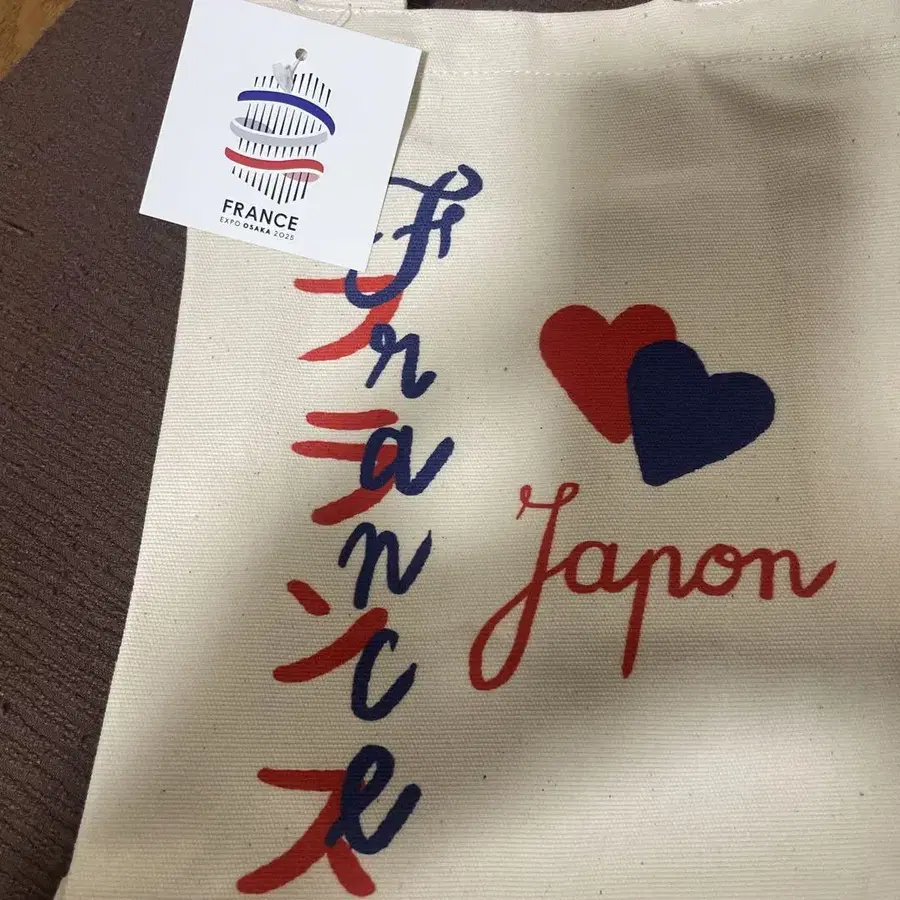 FRANCE
EXPO OSAKA 2025
フランス
France
Japon